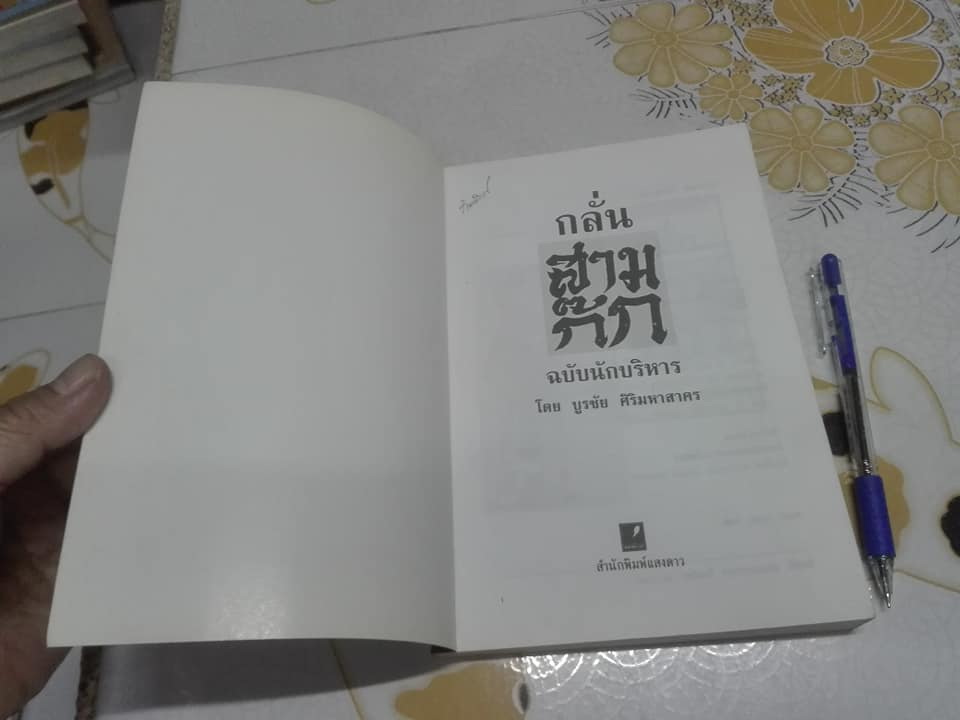 กลั่น
สาม
ก๊ก
ฉบับนักบริหาร
โดย บูรชัย ศิริมหาสาคร
สำนักพิมพ์แสงดาว